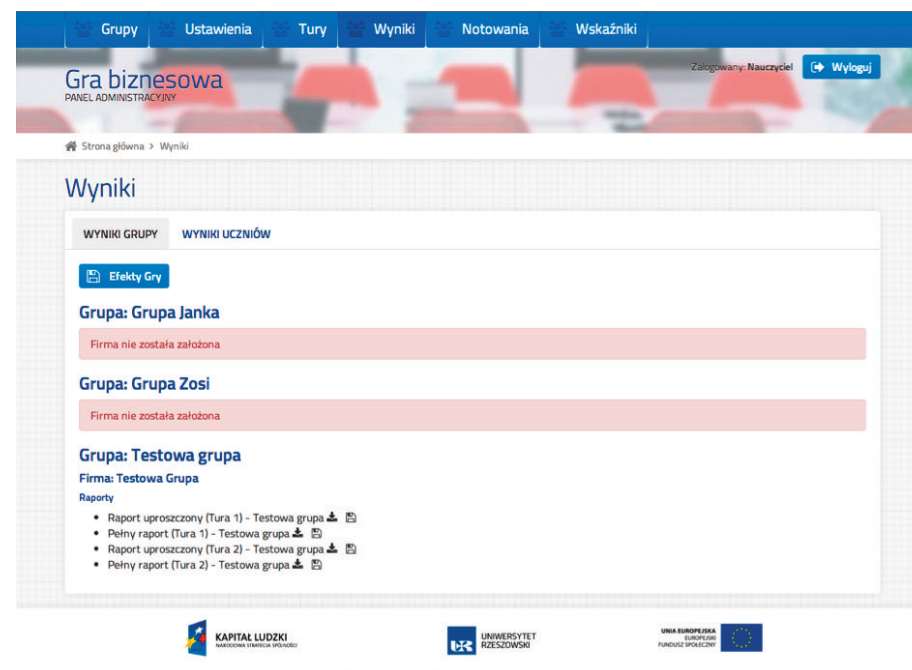 Grupy Ustawienia Tury Wyniki Notowania Wskaźniki
Zalogowany: Nauczyciel Wyloguj
Gra biznesowa
PANEL ADMINISTRACYJNY
Strona główna > Wyniki
Wyniki
WYNIKI GRUPY WYNIKI UCZNIÓW
Efekty Gry
Grupa: Grupa Janka
Firma nie została założona
Grupa: Grupa Zosi
Firma nie została założona
Grupa: Testowa grupa
Firma: Testowa Grupa
Raporty
• Raport uproszczony (Tura 1) - Testowa grupa
• Pełny raport (Tura 1) - Testowa grupa
• Raport uproszczony (Tura 2) - Testowa grupa
• Pełny raport (Tura 2) - Testowa grupa
KAPITAŁ LUDZKI
NARODOWA STRATEGIA SPÓJNOŚCI
UR
UNIWERSYTET
RZESZOWSKI
UNIA EUROPEJSKA
EUROPEJSKI
FUNDUSZ SPOŁECZNY